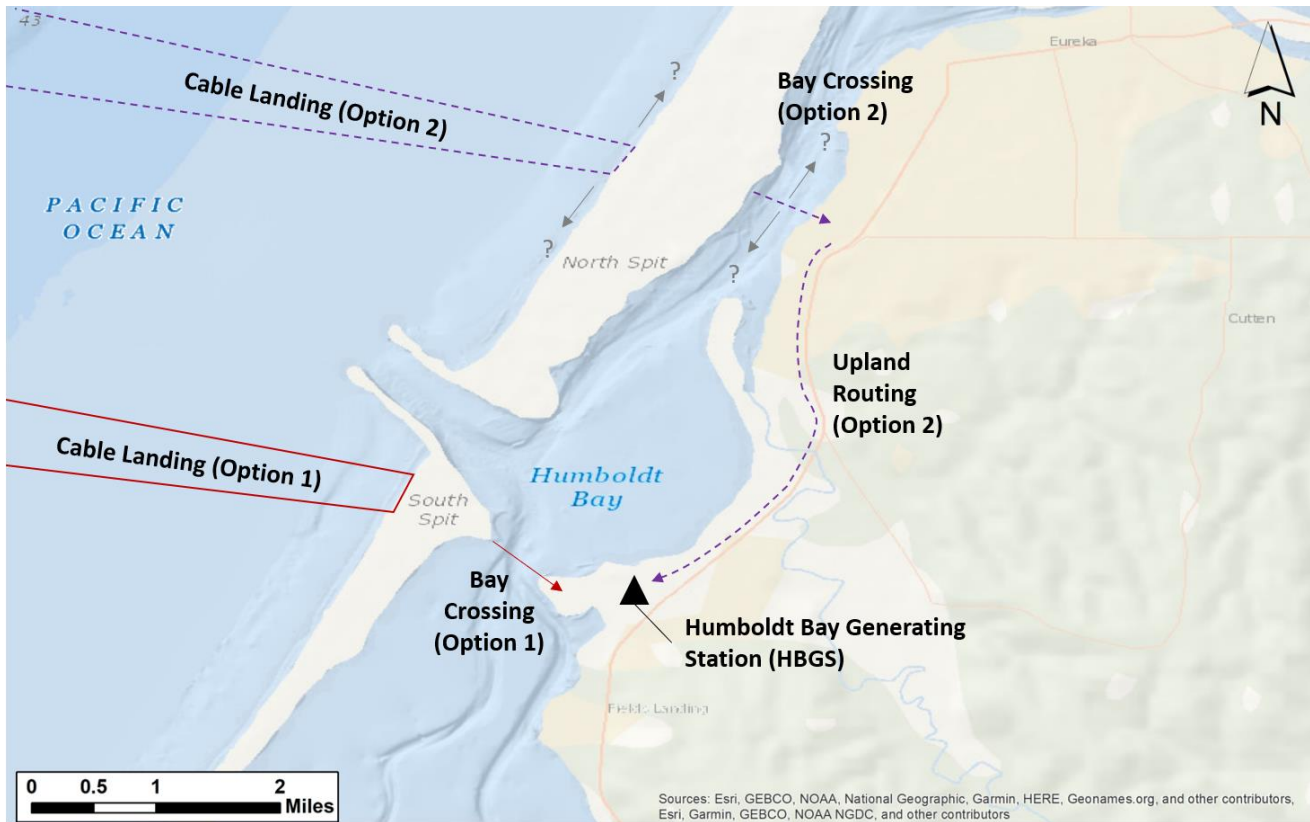 43
Eureka
Cable Landing (Option 2)
?
Bay Crossing
(Option 2)
?
N
PACIFIC
OCEAN
?
North Spit
?
Cutten
Upland
Routing
(Option 2)
Cable Landing (Option 1)
South
Spit
Humboldt
Bay
Bay
Crossing
(Option 1)
Humboldt Bay Generating
Station (HBGS)
Fields Landing
0 0.5 1 2
Miles
Sources: Esri, GEBCO, NOAA, National Geographic, Garmin, HERE, Geonames.org, and other contributors,
Esri, Garmin, GEBCO, NOAA NGDC, and other contributors